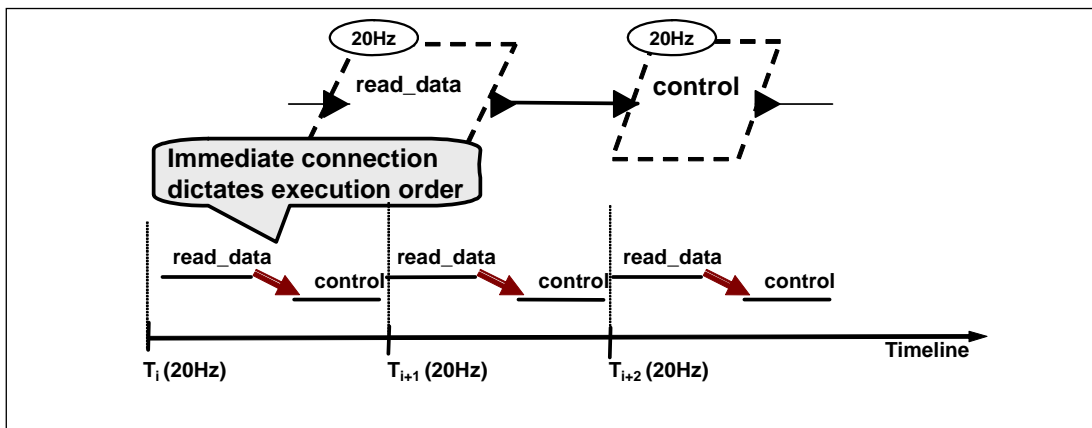 20Hz
20Hz
read_data
control
Immediate connection
dictates execution order
read_data
read_data
read_data
control
control
control
Timeline
Ti (20Hz)
Ti+1 (20Hz)
Ti+2 (20Hz)